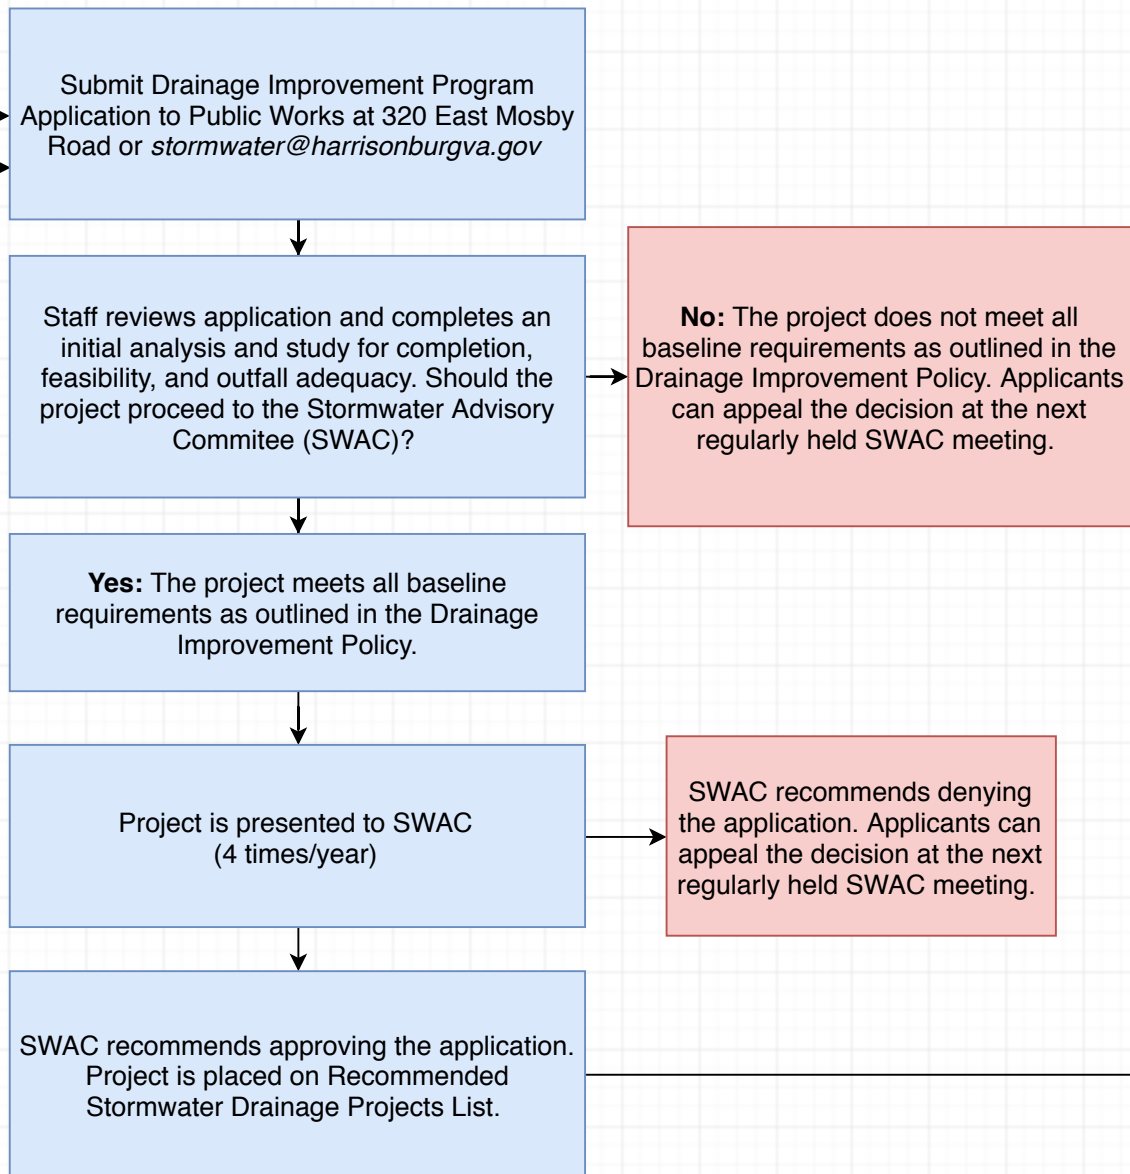 Submit Drainage Improvement Program
Application to Public Works at 320 East Mosby
Road or stormwater@harrisonburgva.gov
Staff reviews application and completes an
initial analysis and study for completion,
feasibility, and outfall adequacy. Should the
project proceed to the Stormwater Advisory
Commitee (SWAC)?
No: The project does not meet all
baseline requirements as outlined in the
Drainage Improvement Policy. Applicants
can appeal the decision at the next
regularly held SWAC meeting.
Yes: The project meets all baseline
requirements as outlined in the Drainage
Improvement Policy.
Project is presented to SWAC
(4 times/year)
SWAC recommends denying
the application. Applicants can
appeal the decision at the next
regularly held SWAC meeting.
SWAC recommends approving the application.
Project is placed on Recommended
Stormwater Drainage Projects List.